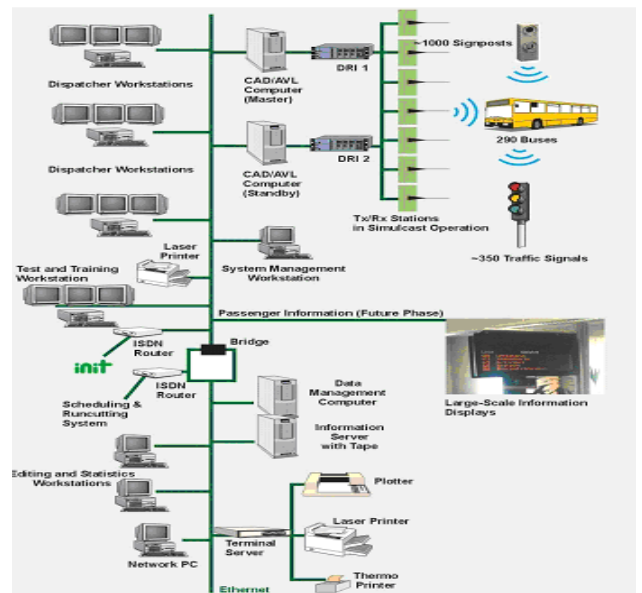 ~1000 Signposts
DRI 1
Dispatcher Workstations
CAD/AVL
Computer
(Master)
290 Buses
DRI 2
Dispatcher Workstations
CAD/AVL
Computer
(Standby)
Tx/Rx Stations
in Simulcast Operation
~350 Traffic Signals
Laser
Printer
System Management
Workstation
Test and Training
Workstation
Passenger Information (Future Phase)
ISDN
Router
Bridge
init
ISDN
Router
Scheduling &
Runcutting
System
Data
Management
Computer
Large-Scale Information
Displays
Information
Server
with Tape
Editing and Statistics
Workstations
Plotter
Laser Printer
Terminal
Server
Network PC
Thermo
Printer
Ethernet